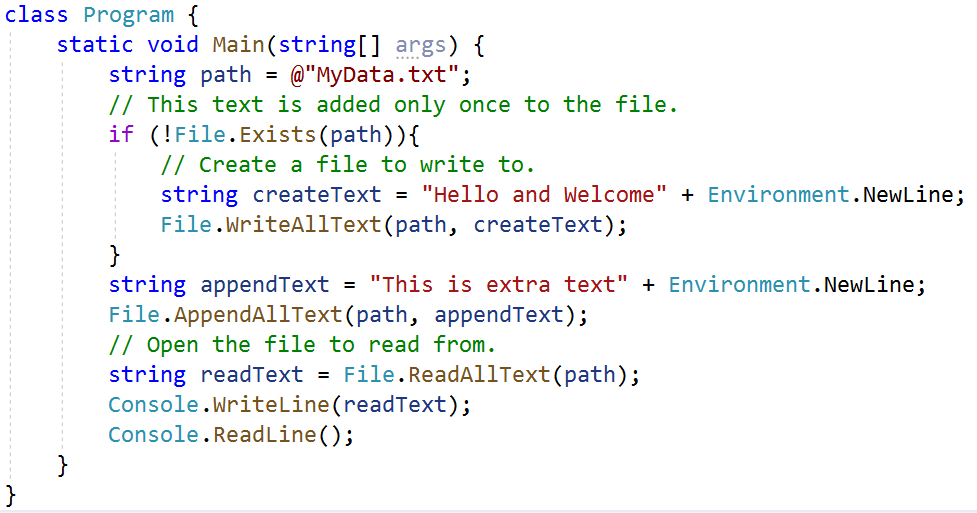 class Program {
    static void Main(string[] args) {
        string path = @"MyData.txt";
        // This text is added only once to the file.
        if (!File.Exists(path)){
            // Create a file to write to.
            string createText = "Hello and Welcome" + Environment.NewLine;
            File.WriteAllText(path, createText);
        }
        string appendText = "This is extra text" + Environment.NewLine;
        File.AppendAllText(path, appendText);
        // Open the file to read from.
        string readText = File.ReadAllText(path);
        Console.WriteLine(readText);
        Console.ReadLine();
    }
}